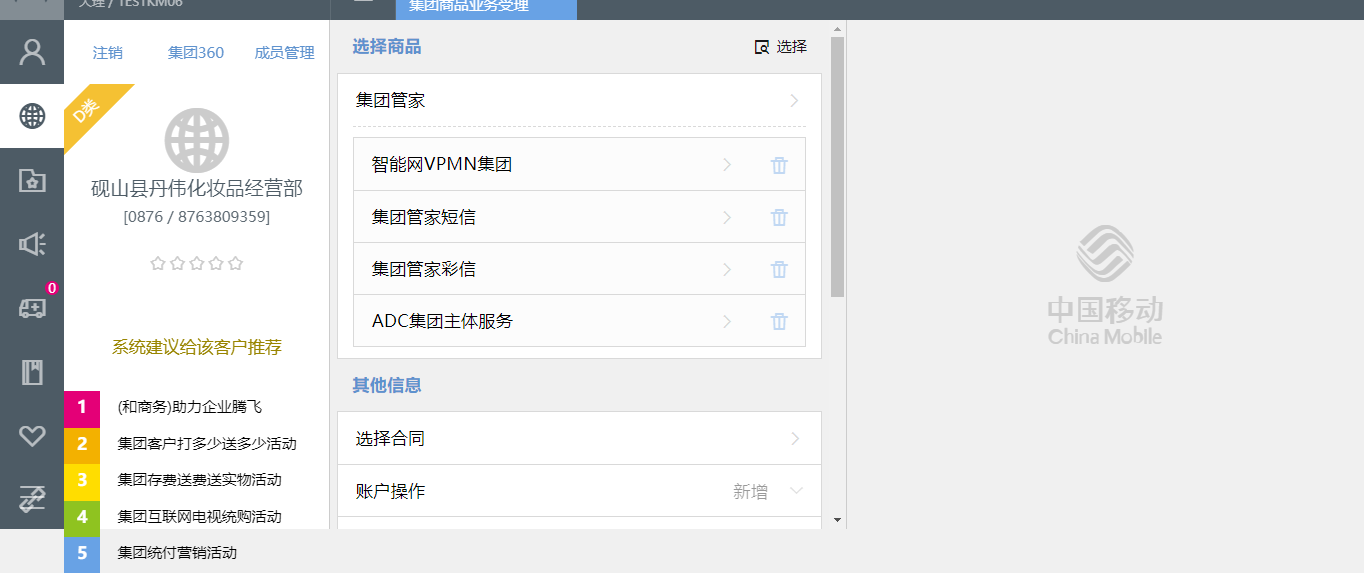 大理 / TESTKM06
集团商品业务受理
注销 集团360 成员管理
D类
砚山县丹伟化妆品经营部
[0876 / 8763809359]
0
系统建议给该客户推荐
1 (和商务)助力企业腾飞
2 集团客户打多少送多少活动
3 集团存费送费送实物活动
4 集团互联网电视统购活动
5 集团统付营销活动
选择商品 选择
集团管家
智能网VPMN集团
集团管家短信
集团管家彩信
ADC集团主体服务
其他信息
选择合同
账户操作 新增
中国移动
China Mobile